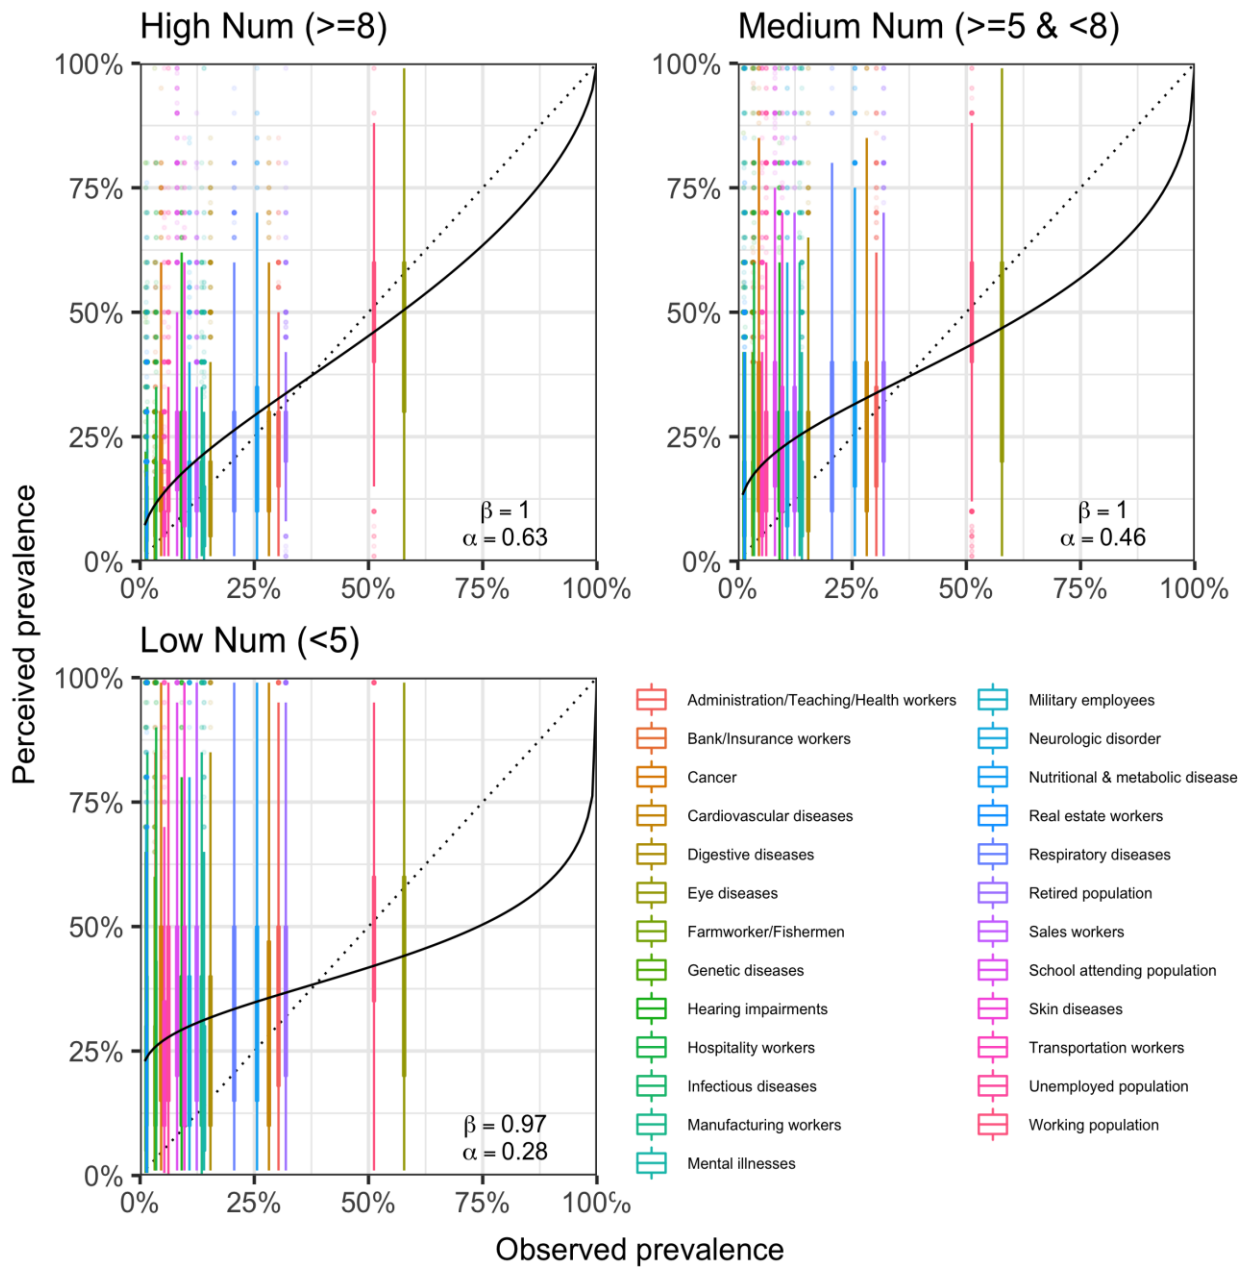 High Num (>=8)
Medium Num (>=5 & <8)
100%
75%
50%
25%
0%
β = 1
α = 0.63
0%
25%
50%
75%
100%
100%
75%
50%
25%
0%
β = 1
α = 0.46
0%
25%
50%
75%
100%
Perceived prevalence
Low Num (<5)
100%
75%
50%
25%
0%
β = 0.97
α = 0.28
0%
25%
50%
75%
100%
Observed prevalence
Administration/Teaching/Health workers
Bank/Insurance workers
Cancer
Cardiovascular diseases
Digestive diseases
Eye diseases
Farmworker/Fishermen
Genetic diseases
Hearing impairments
Hospitality workers
Infectious diseases
Manufacturing workers
Mental illnesses
Military employees
Neurologic disorder
Nutritional & metabolic disease
Real estate workers
Respiratory diseases
Retired population
Sales workers
School attending population
Skin diseases
Transportation workers
Unemployed population
Working population